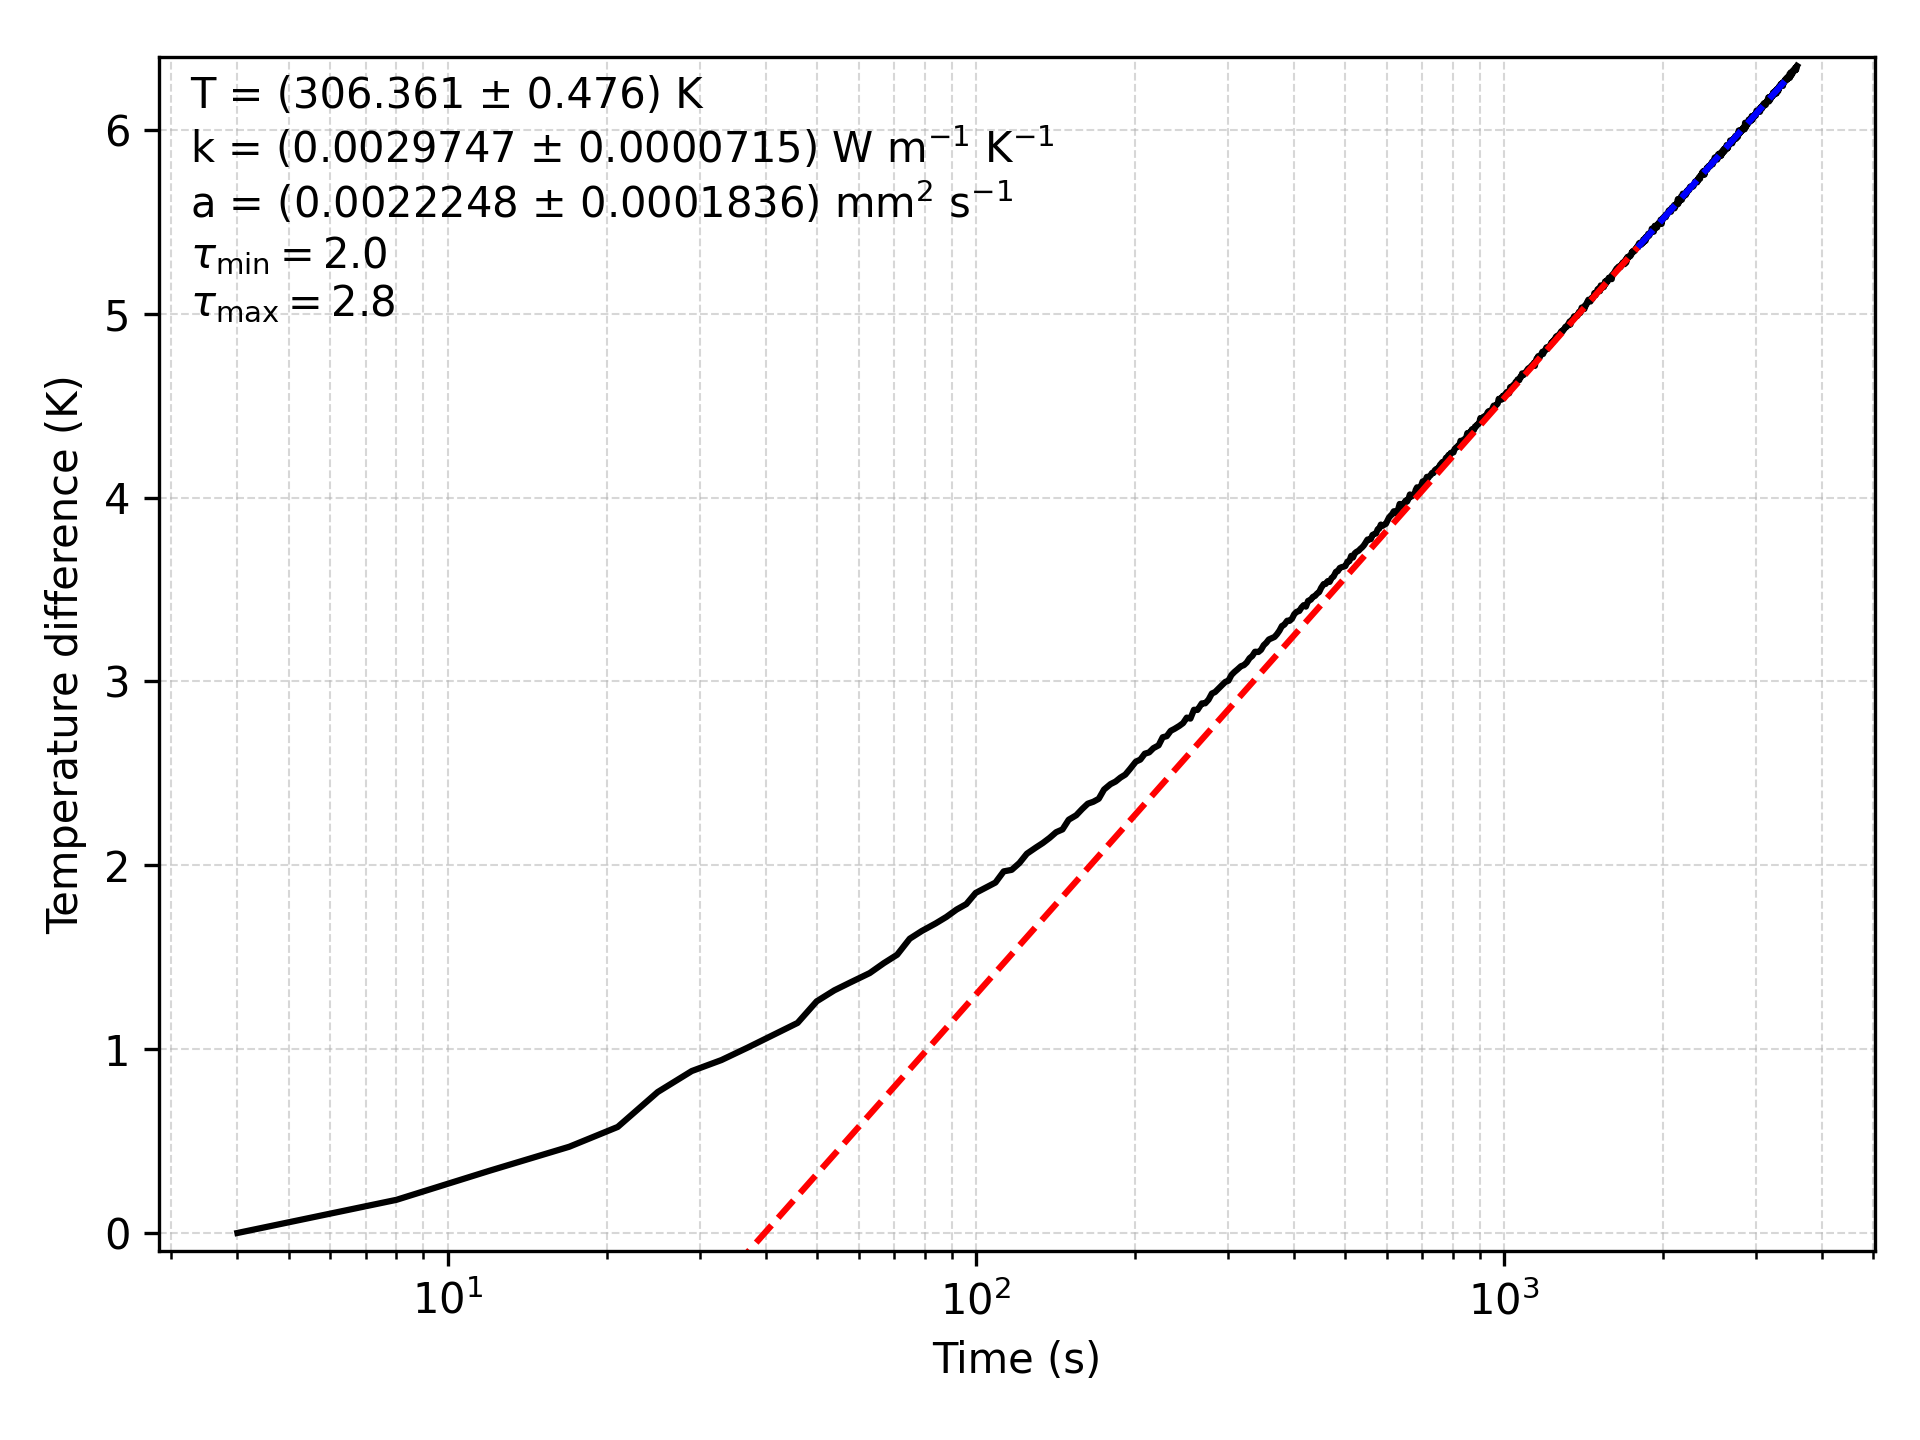 T = (306.361 ± 0.476) K
k = (0.0029747 ± 0.0000715) W m⁻¹ K⁻¹
a = (0.0022248 ± 0.0001836) mm² s⁻¹
τmin = 2.0
τmax = 2.8
6
5
4
3
2
1
0
Temperature difference (K)
10¹ 10² 10³
Time (s)